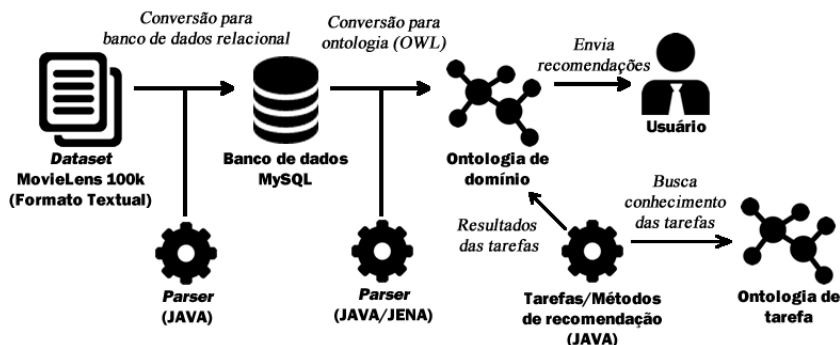 Conversão para
banco de dados relacional
Conversão para
ontologia (OWL)
Envia
recomendações
Dataset
MovieLens 100k
(Formato Textual)
Banco de dados
MySQL
Ontologia de
domínio
Usuário
Resultados
das tarefas
Busca
conhecimento
das tarefas
Parser
(JAVA)
Parser
(JAVA/JENA)
Tarefas/Métodos
de recomendação
(JAVA)
Ontologia de
tarefa